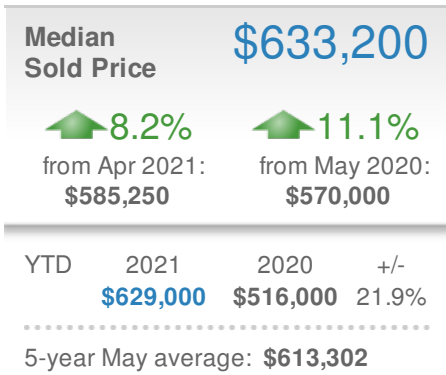 Median
Sold Price
$633,200
8.2%
from Apr 2021:
$585,250
11.1%
from May 2020:
$570,000
YTD 2021 2020 +/-
$629,000 $516,000 21.9%
5-year May average: $613,302